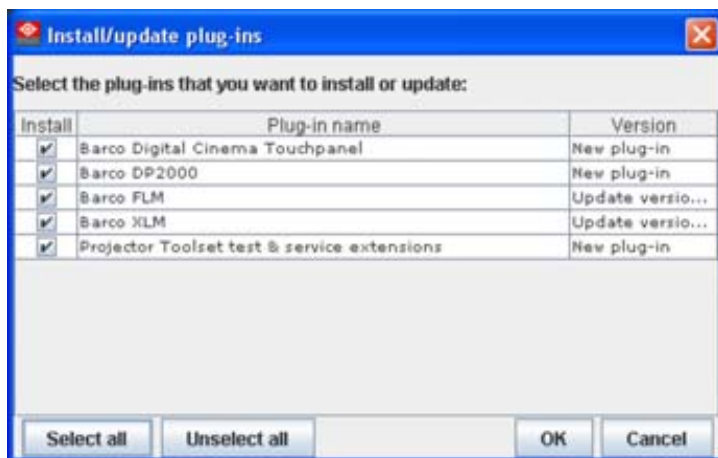 Install/update plug-ins
Select the plug-ins that you want to install or update:
Install Plug-in name Version
Barco Digital Cinema Touchpanel New plug-in
Barco DP2000 New plug-in
Barco FLM Update versio...
Barco XLM Update versio...
Projector Toolset test & service extensions New plug-in
Select all Unselect all OK Cancel